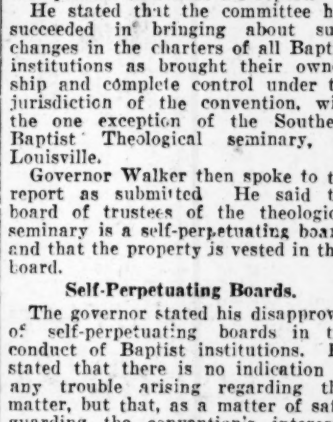 He stated that the committee h
succeeded in bringing about su
changes in the charters of all Bapt
institutions as brought their own
ship and complete control under t
jurisdiction of the convention, wi
the one exception of the Southe
Baptist Theological seminary,
Louisville.
Governor Walker then spoke to t
report as submitted He said t
board of trustees of the theologic
seminary is a self-perpetuating boar
and that the property is vested in th
board.
Self-Perpetuating Boards.
The governor stated his disapprov
of self-perpetuating boards in t
conduct of Baptist institutions.
stated that there is no indication
any trouble arising regarding th
matter, but that, as a matter of saf
guarding the convention's